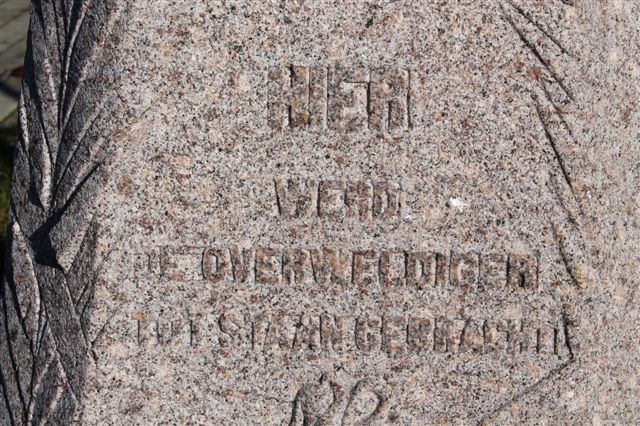 HIER
WERD
DE OVERWELDIGER
TOT STAAN GEBRACHT